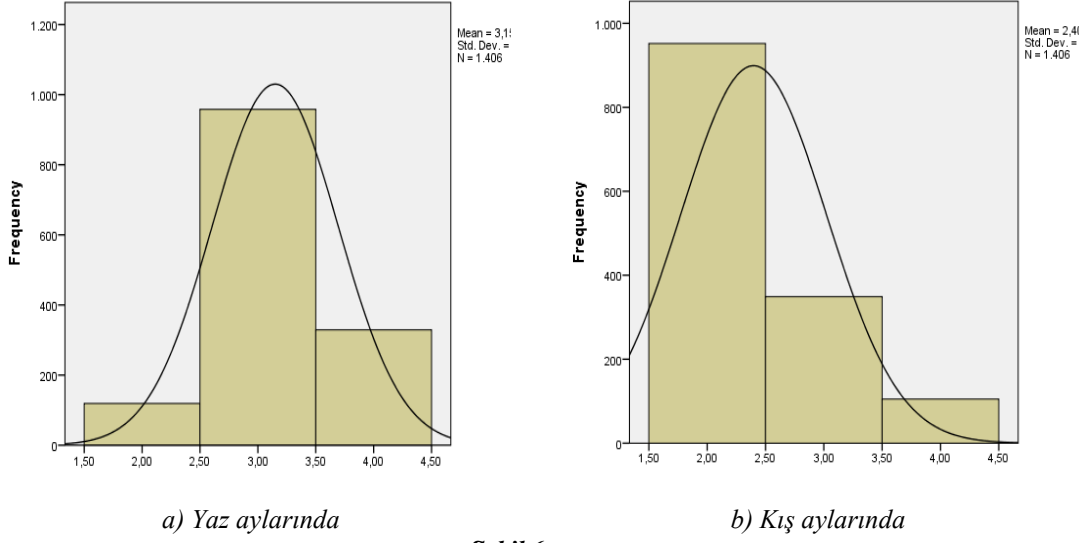 1.200
1.000
800
600
400
200
0
Frequency
1,50 2,00 2,50 3,00 3,50 4,00 4,50
Mean = 3,15
Std. Dev. =
N = 1.406
a) Yaz aylarında
1.000
800
600
400
200
0
Frequency
1,50 2,00 2,50 3,00 3,50 4,00 4,50
Mean = 2,40
Std. Dev. =
N = 1.406
b) Kış aylarında